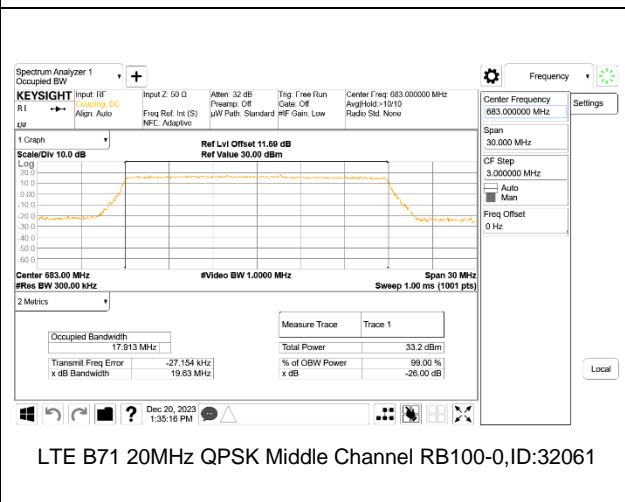 Spectrum Analyzer 1
Occupied BW
Frequency
KEYSIGHT Input: RF Input Z: 50 Ω Atten: 32 dB Trig: Free Run Center Freq: 683.000000 MHz
Coupling: DC Preamp: Off Gate: Off Avg|Hold:>10/10
Align: Auto Freq Ref: Int (S) µW Path: Standard #IF Gain: Low Radio Std: None
NFE: Adaptive
Center Frequency
683.000000 MHz
Settings
Span
30.000 MHz
CF Step
3.000000 MHz
Auto
Man
Freq Offset
0 Hz
Local
1 Graph
Ref Lvl Offset 11.69 dB
Scale/Div 10.0 dB Ref Value 30.00 dBm
Log
20.0
10.0
0.00
-10.0
-20.0
-30.0
-40.0
-50.0
-60.0
Center 683.00 MHz #Video BW 1.0000 MHz Span 30 MHz
#Res BW 300.00 kHz Sweep 1.00 ms (1001 pts)
2 Metrics
Measure Trace Trace 1
Occupied Bandwidth
17.913 MHz Total Power 33.2 dBm
Transmit Freq Error -27.154 kHz % of OBW Power 99.00 %
x dB Bandwidth 19.63 MHz x dB -26.00 dB
Dec 20, 2023
1:35:16 PM
LTE B71 20MHz QPSK Middle Channel RB100-0,ID:32061